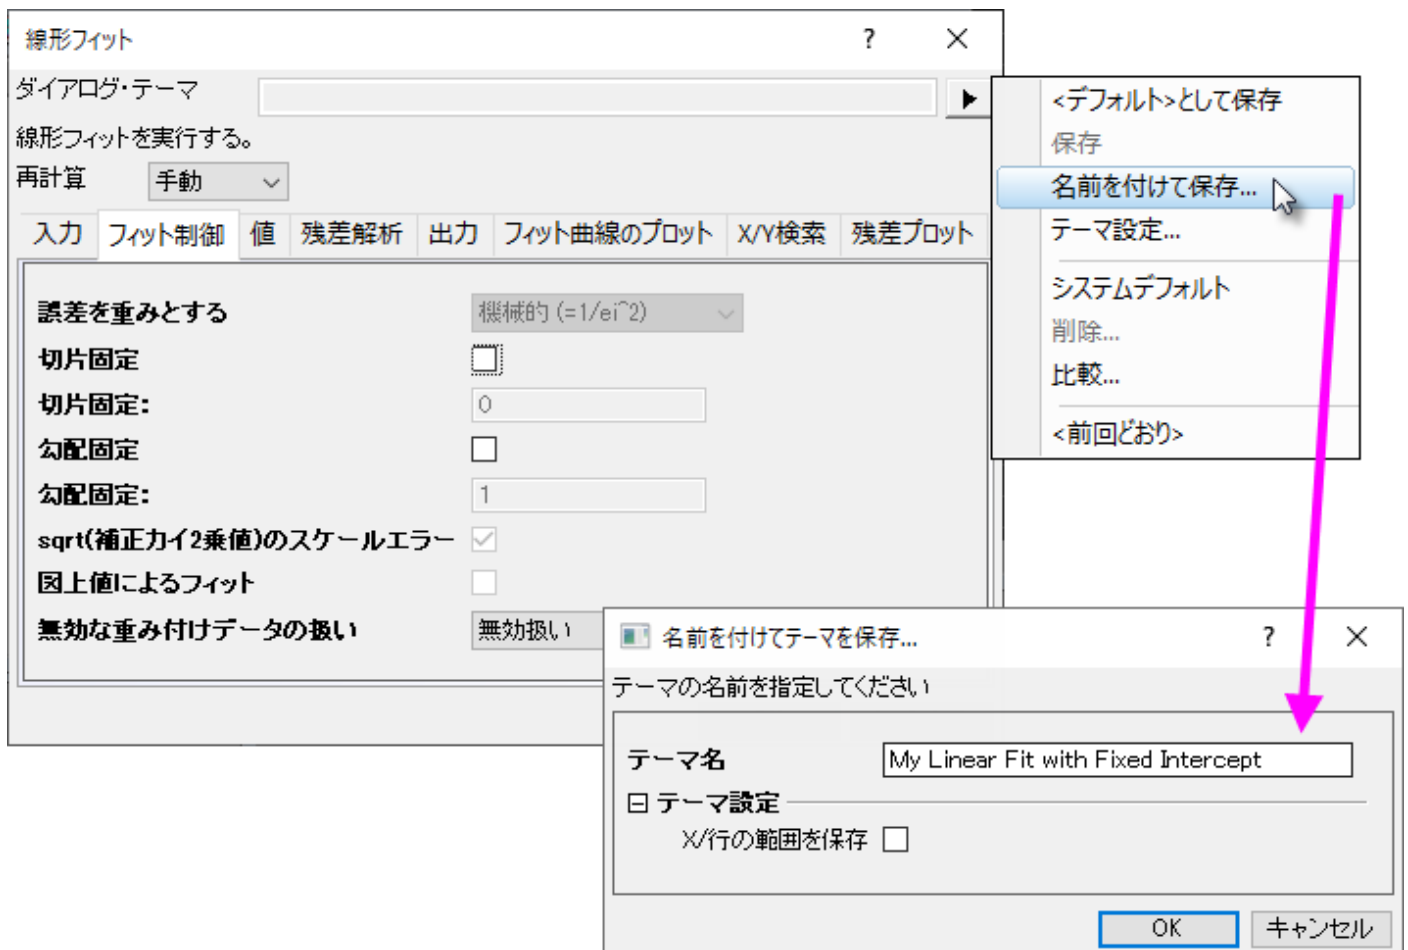 線形フィット
ダイアログ・テーマ
線形フィットを実行する。
再計算 手動
入力 フィット制御 値 残差解析 出力 フィット曲線のプロット X/Y検索 残差プロット
誤差を重みとする 機械的 (=1/ei^2)
切片固定
切片固定: 0
勾配固定
勾配固定: 1
sqrt(補正カイ2乗値)のスケールエラー
図上値によるフィット
無効な重み付けデータの扱い 無効扱い
<デフォルト>として保存
保存
名前を付けて保存...
テーマ設定...
システムデフォルト
削除...
比較...
<前回どおり>
名前を付けてテーマを保存...
テーマの名前を指定してください
テーマ名 My Linear Fit with Fixed Intercept
テーマ設定
X/行の範囲を保存
OK キャンセル